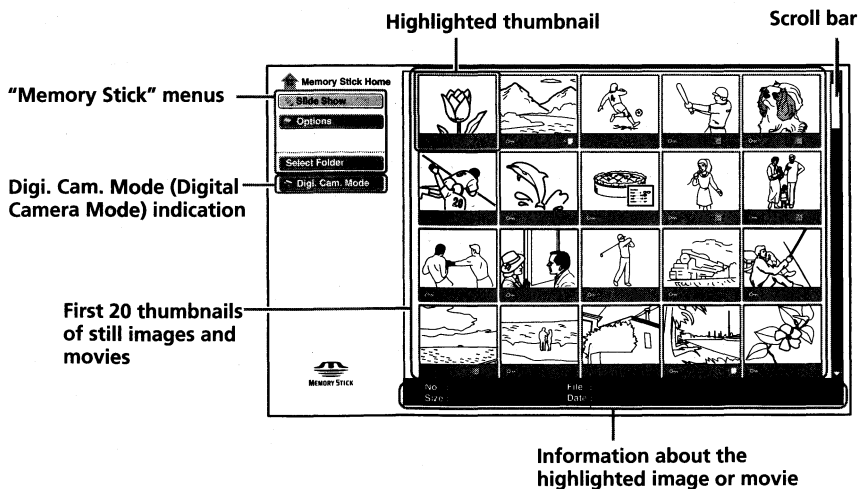 Highlighted thumbnail
Scroll bar
"Memory Stick" menus
Memory Stick Home
Slide Show
Options
Select Folder
Digi. Cam. Mode
Digi. Cam. Mode (Digital
Camera Mode) indication
28
First 20 thumbnails
of still images and
movies
MEMORY STICK
No. :
File :
Size :
Date :
Information about the
highlighted image or movie